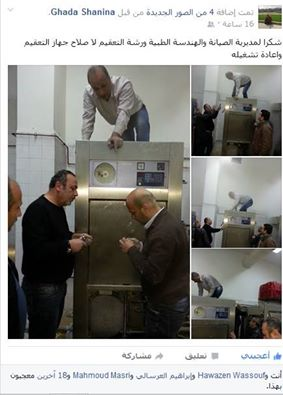 تمت إضافة 4 من الصور الجديدة من قبل Ghada Shanina.
16 ساعة
شكرا لمديرية الصيانة والهندسة الطبية ورشة التعقيم لا صلاح جهاز التعقيم
واعادة تشغيله
أعجبني تعليق مشاركة
أنت وHawazen Wassouf وإبراهيم العرسالي وMahmoud Masri و18 آخرين معجبون
بهذا.